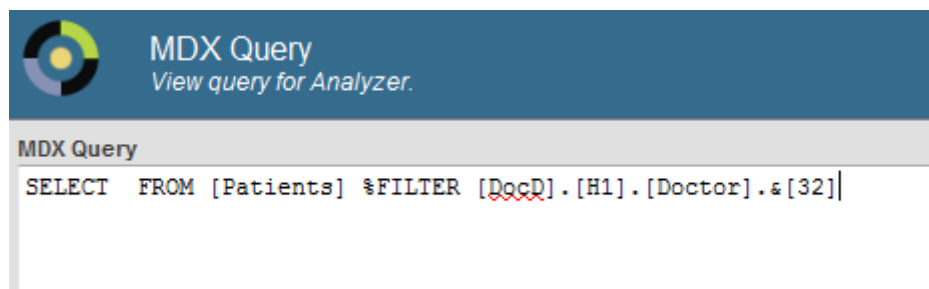 MDX Query
View query for Analyzer.
MDX Query
SELECT  FROM [Patients] %FILTER [DocD].[H1].[Doctor].&[32]